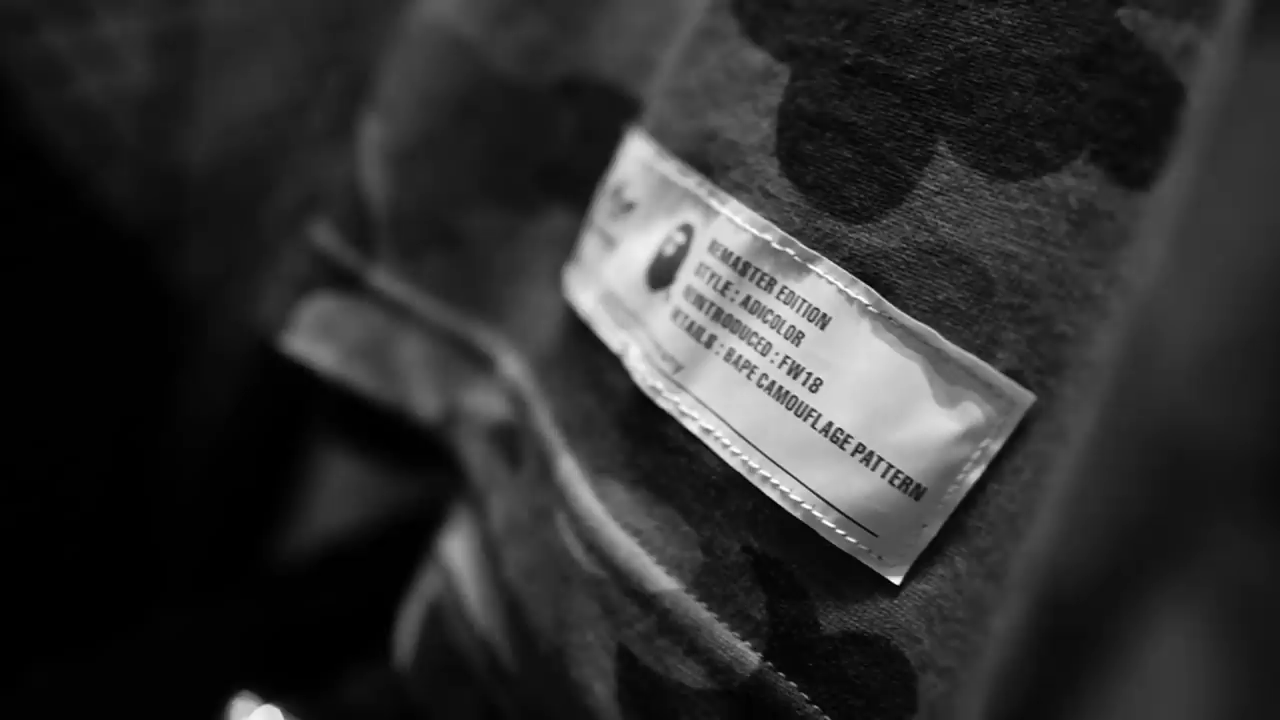 REMASTER EDITION
STYLE : ADICOLOR
INTRODUCED : FW18
DETAILS : BAPE CAMOUFLAGE PATTERN